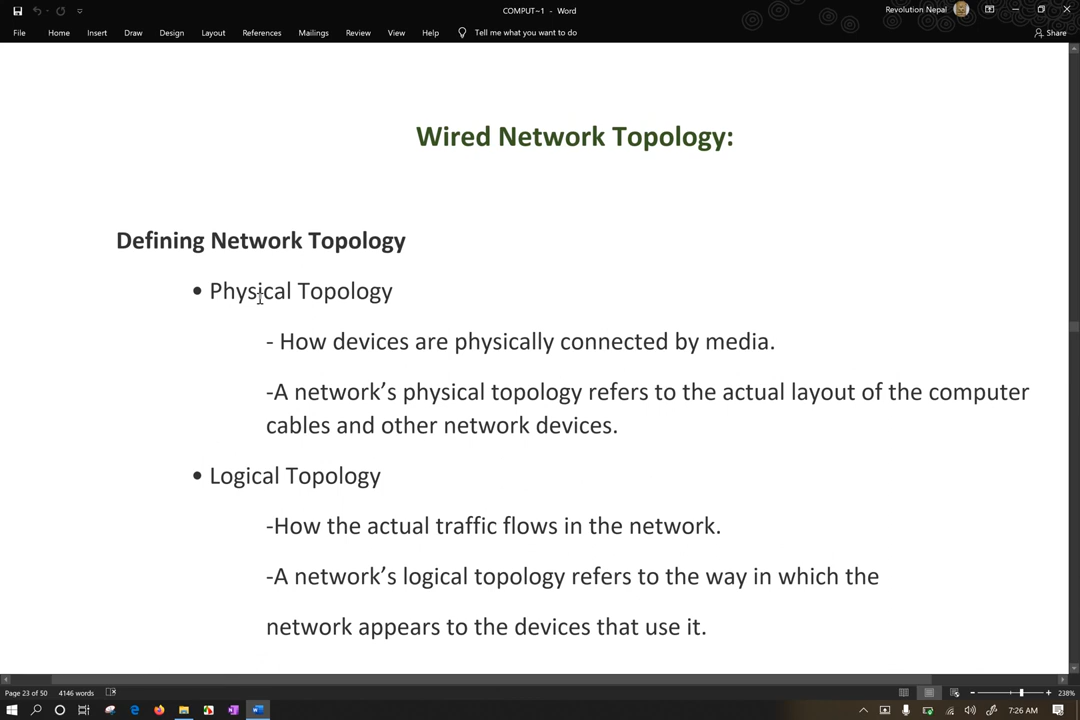 COMPUT~1 - Word
Revolution Nepal
File Home Insert Draw Design Layout References Mailings Review View Help Tell me what you want to do Share
Wired Network Topology:
Defining Network Topology
• Physical Topology
- How devices are physically connected by media.
-A network’s physical topology refers to the actual layout of the computer
cables and other network devices.
• Logical Topology
-How the actual traffic flows in the network.
-A network’s logical topology refers to the way in which the
network appears to the devices that use it.
Page 23 of 50 4146 words 238%
7:26 AM